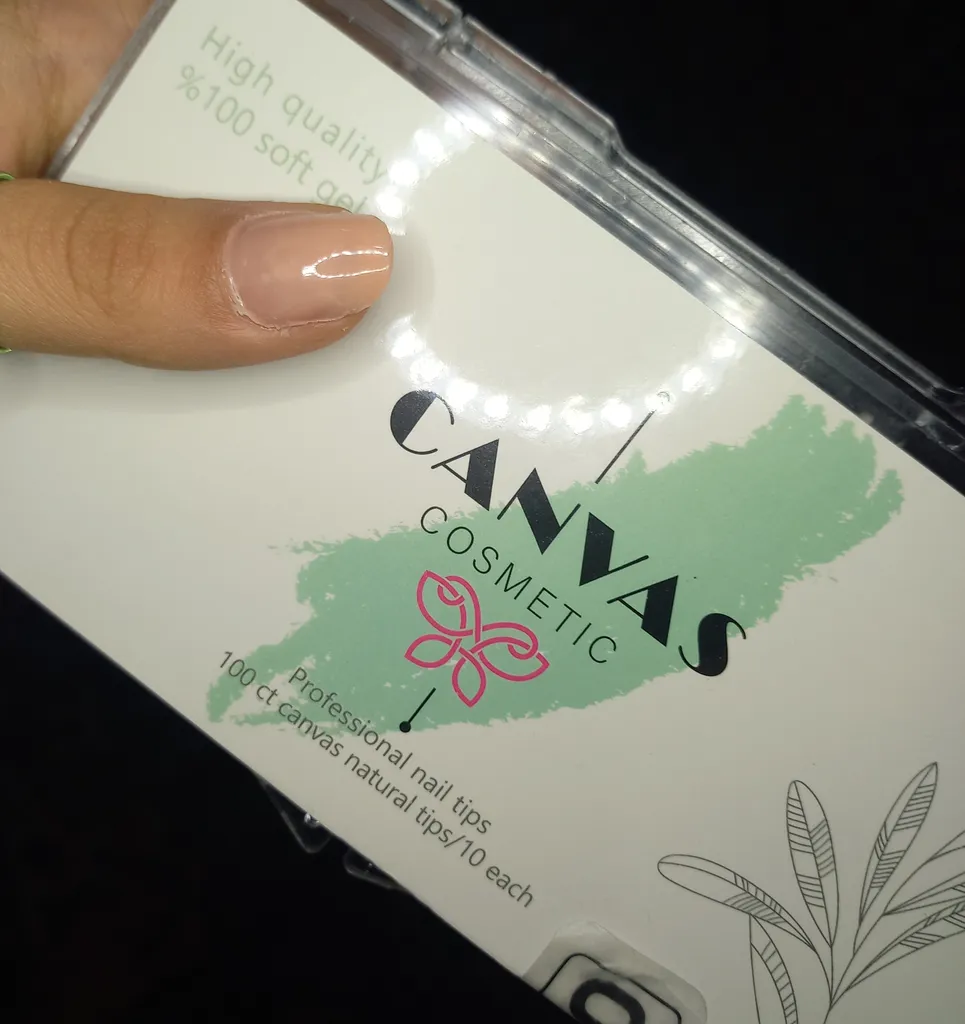 High quality
%100 soft gel
CANVAS
COSMETIC
Professional nail tips
100 ct canvas natural tips/10 each